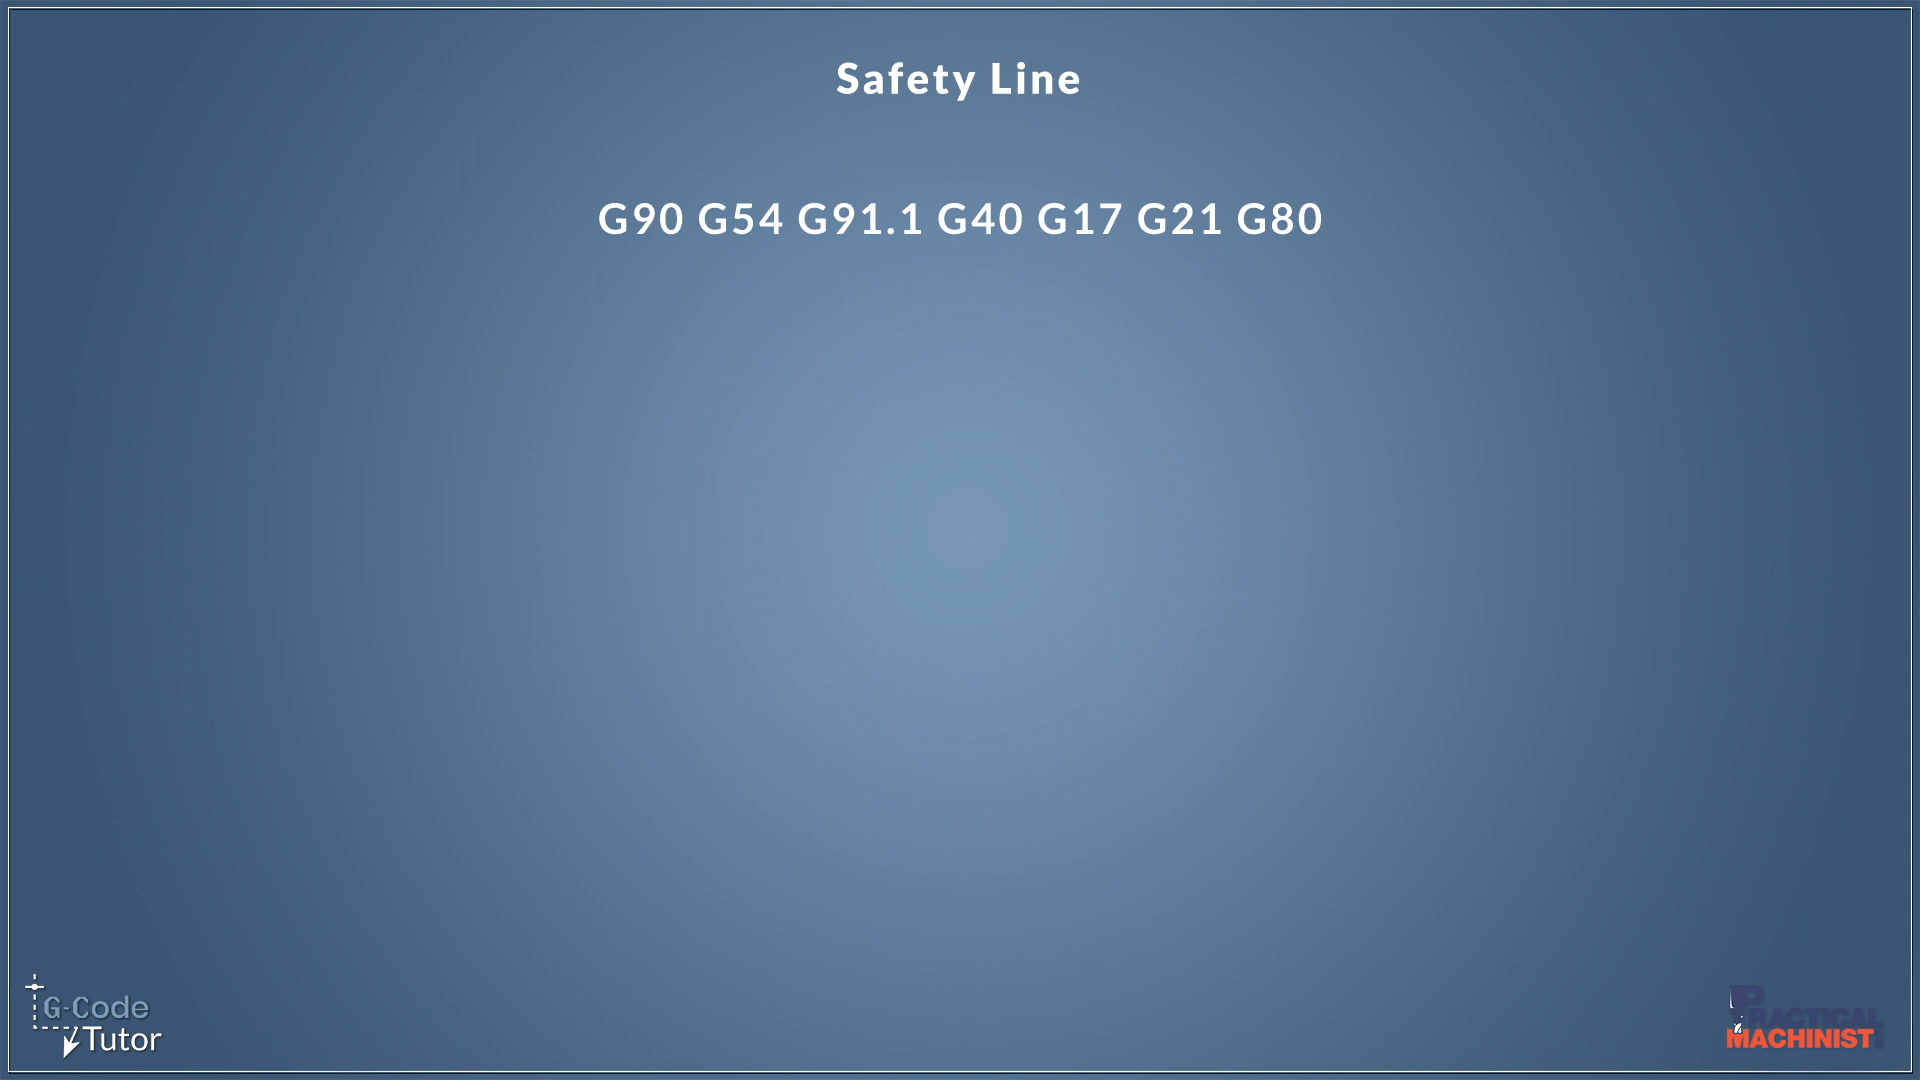 Safety Line
G90 G54 G91.1 G40 G17 G21 G80
G-Code
Tutor
PRACTICAL
MACHINIST